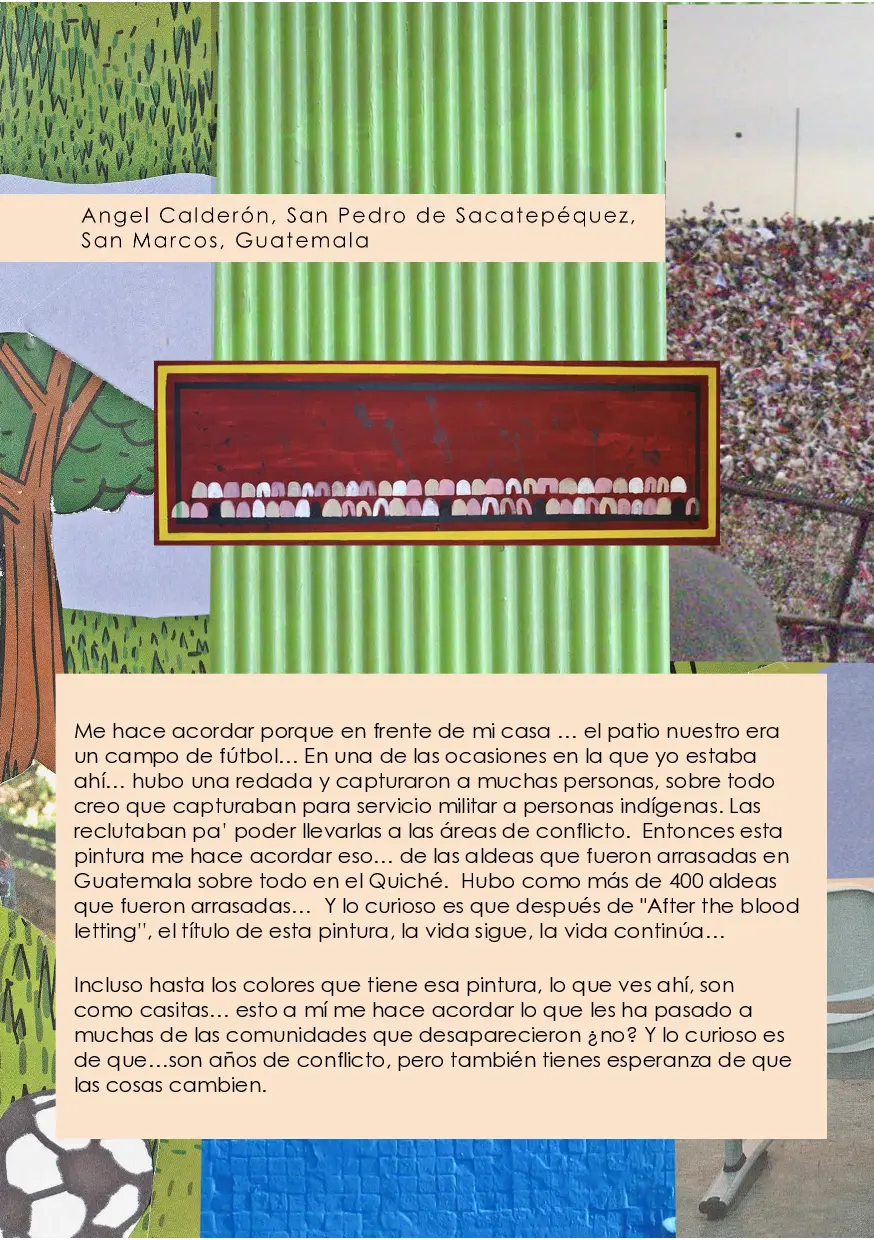 Angel Calderón, San Pedro de Sacatepéquez,
San Marcos, Guatemala
Me hace acordar porque en frente de mi casa ... el patio nuestro era
un campo de fútbol... En una de las ocasiones en la que yo estaba
ahí... hubo una redada y capturaron a muchas personas, sobre todo
creo que capturaban para servicio militar a personas indígenas. Las
reclutaban pa' poder llevarlas a las áreas de conflicto.  Entonces esta
pintura me hace acordar eso... de las aldeas que fueron arrasadas en
Guatemala sobre todo en el Quiché.  Hubo como más de 400 aldeas
que fueron arrasadas...  Y lo curioso es que después de "After the blood
letting", el título de esta pintura, la vida sigue, la vida continúa...
Incluso hasta los colores que tiene esa pintura, lo que ves ahí, son
como casitas... esto a mí me hace acordar lo que les ha pasado a
muchas de las comunidades que desaparecieron ¿no? Y lo curioso es
de que...son años de conflicto, pero también tienes esperanza de que
las cosas cambien.